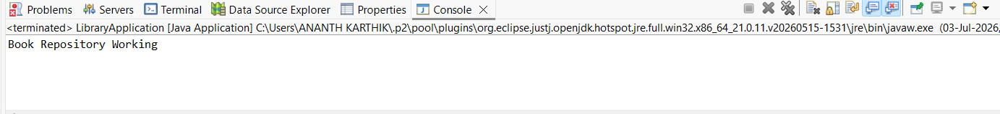 Problems Servers Terminal Data Source Explorer Properties Console
<terminated> LibraryApplication [Java Application] C:\Users\ANANTH KARTHIK\.p2\pool\plugins\org.eclipse.justj.openjdk.hotspot.jre.full.win32.x86_64_21.0.11.v20260515-1531\jre\bin\javaw.exe (03-Jul-2026,
Book Repository Working